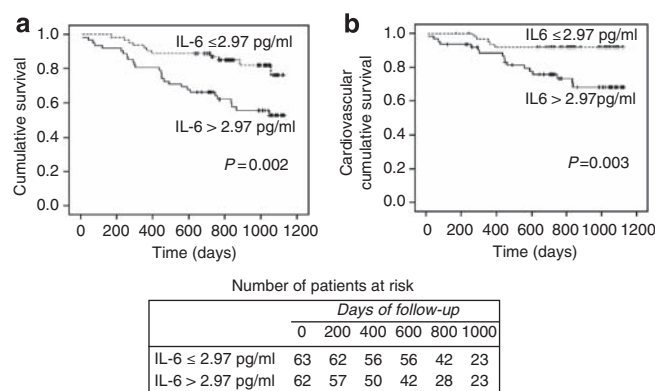 a
IL-6 ≤2.97 pg/ml
IL-6 > 2.97 pg/ml
P=0.002
Cumulative survival
1.0
0.8
0.6
0.4
0.2
0.0
0 200 400 600 800 1000 1200
Time (days)
b
IL6 ≤2.97 pg/ml
IL6 > 2.97pg/ml
P=0.003
Cardiovascular
cumulative survival
1.0
0.8
0.6
0.4
0.2
0.0
0 200 400 600 800 1000 1200
Time (days)
Number of patients at risk
Days of follow-up
0 200 400 600 800 1000
IL-6 ≤ 2.97 pg/ml 63 62 56 56 42 23
IL-6 > 2.97 pg/ml 62 57 50 42 28 23